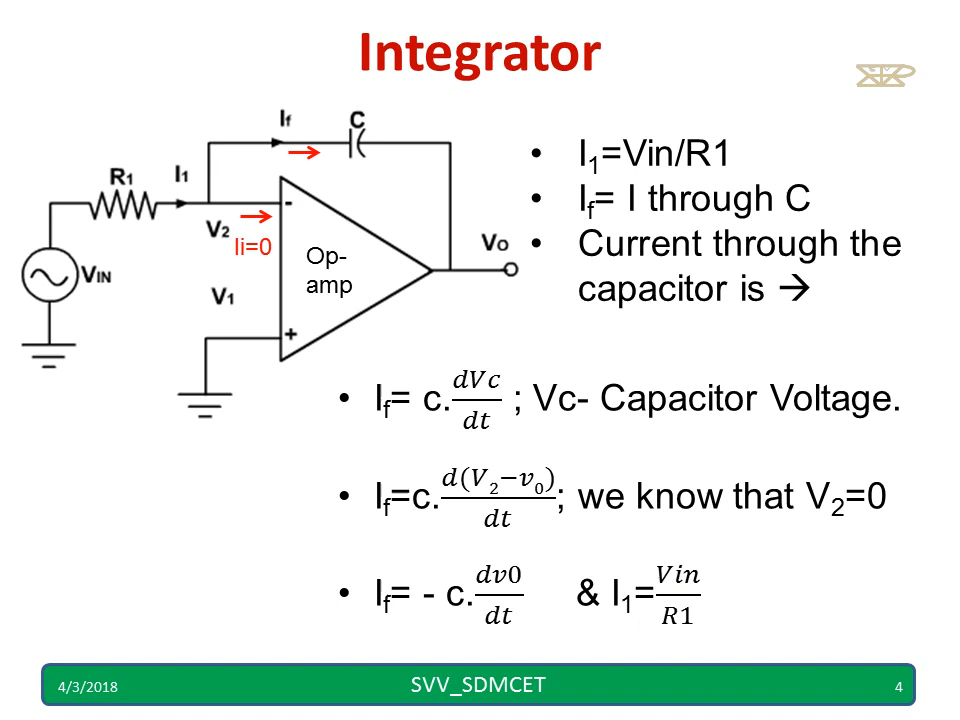 Integrator
If
C
R1
I1
-
V2
Ii=0
VIN
Op-
amp
V1
+
VO
• I1=Vin/R1
• If= I through C
• Current through the
capacitor is →
• If= c.dVc/dt ; Vc- Capacitor Voltage.
• If=c.d(V2−v0)/dt; we know that V2=0
• If= - c.dv0/dt & I1=Vin/R1
4/3/2018
SVV_SDMCET
4